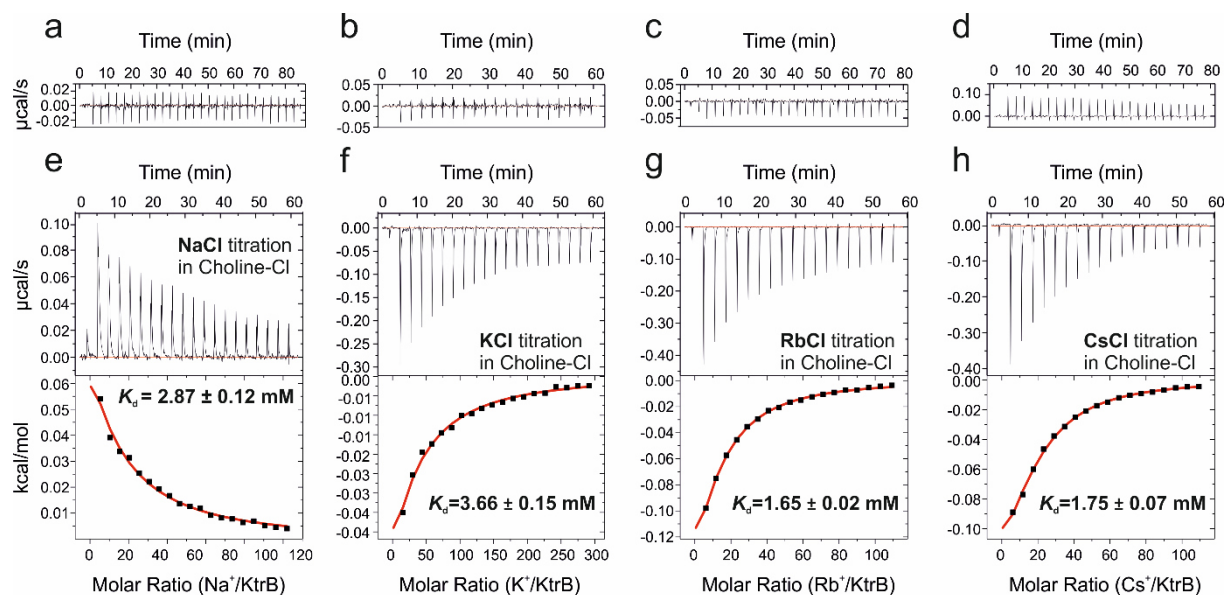 a
Time (min)
0 10 20 30 40 50 60 70 80
µcal/s
0.02
0.00
-0.02
b
Time (min)
0 10 20 30 40 50 60
0.05
0.00
-0.05
c
Time (min)
0 10 20 30 40 50 60 70 80
0.05
0.00
-0.05
d
Time (min)
0 10 20 30 40 50 60 70 80
0.10
0.00
e
Time (min)
0 10 20 30 40 50 60
µcal/s
0.10
0.08
0.06
0.04
0.02
0.00
NaCl titration
in Choline-Cl
kcal/mol
0.06
0.05
0.04
0.03
0.02
0.01
Kd= 2.87 ± 0.12 mM
0 20 40 60 80 100 120
Molar Ratio (Na⁺/KtrB)
f
Time (min)
0 10 20 30 40 50 60
0.00
-0.05
-0.10
-0.15
-0.20
-0.25
-0.30
KCl titration
in Choline-Cl
0.00
-0.01
-0.01
-0.02
-0.02
-0.03
-0.03
-0.04
-0.04
Kd=3.66 ± 0.15 mM
0 50 100 150 200 250 300
Molar Ratio (K⁺/KtrB)
g
Time (min)
0 10 20 30 40 50 60
0.00
-0.10
-0.20
-0.30
-0.40
RbCl titration
in Choline-Cl
0.00
-0.02
-0.04
-0.06
-0.08
-0.10
-0.12
Kd=1.65 ± 0.02 mM
0 20 40 60 80 100
Molar Ratio (Rb⁺/KtrB)
h
Time (min)
0 10 20 30 40 50 60
0.00
-0.10
-0.20
-0.30
-0.40
CsCl titration
in Choline-Cl
0.00
-0.02
-0.04
-0.06
-0.08
-0.10
Kd=1.75 ± 0.07 mM
0 20 40 60 80 100
Molar Ratio (Cs⁺/KtrB)